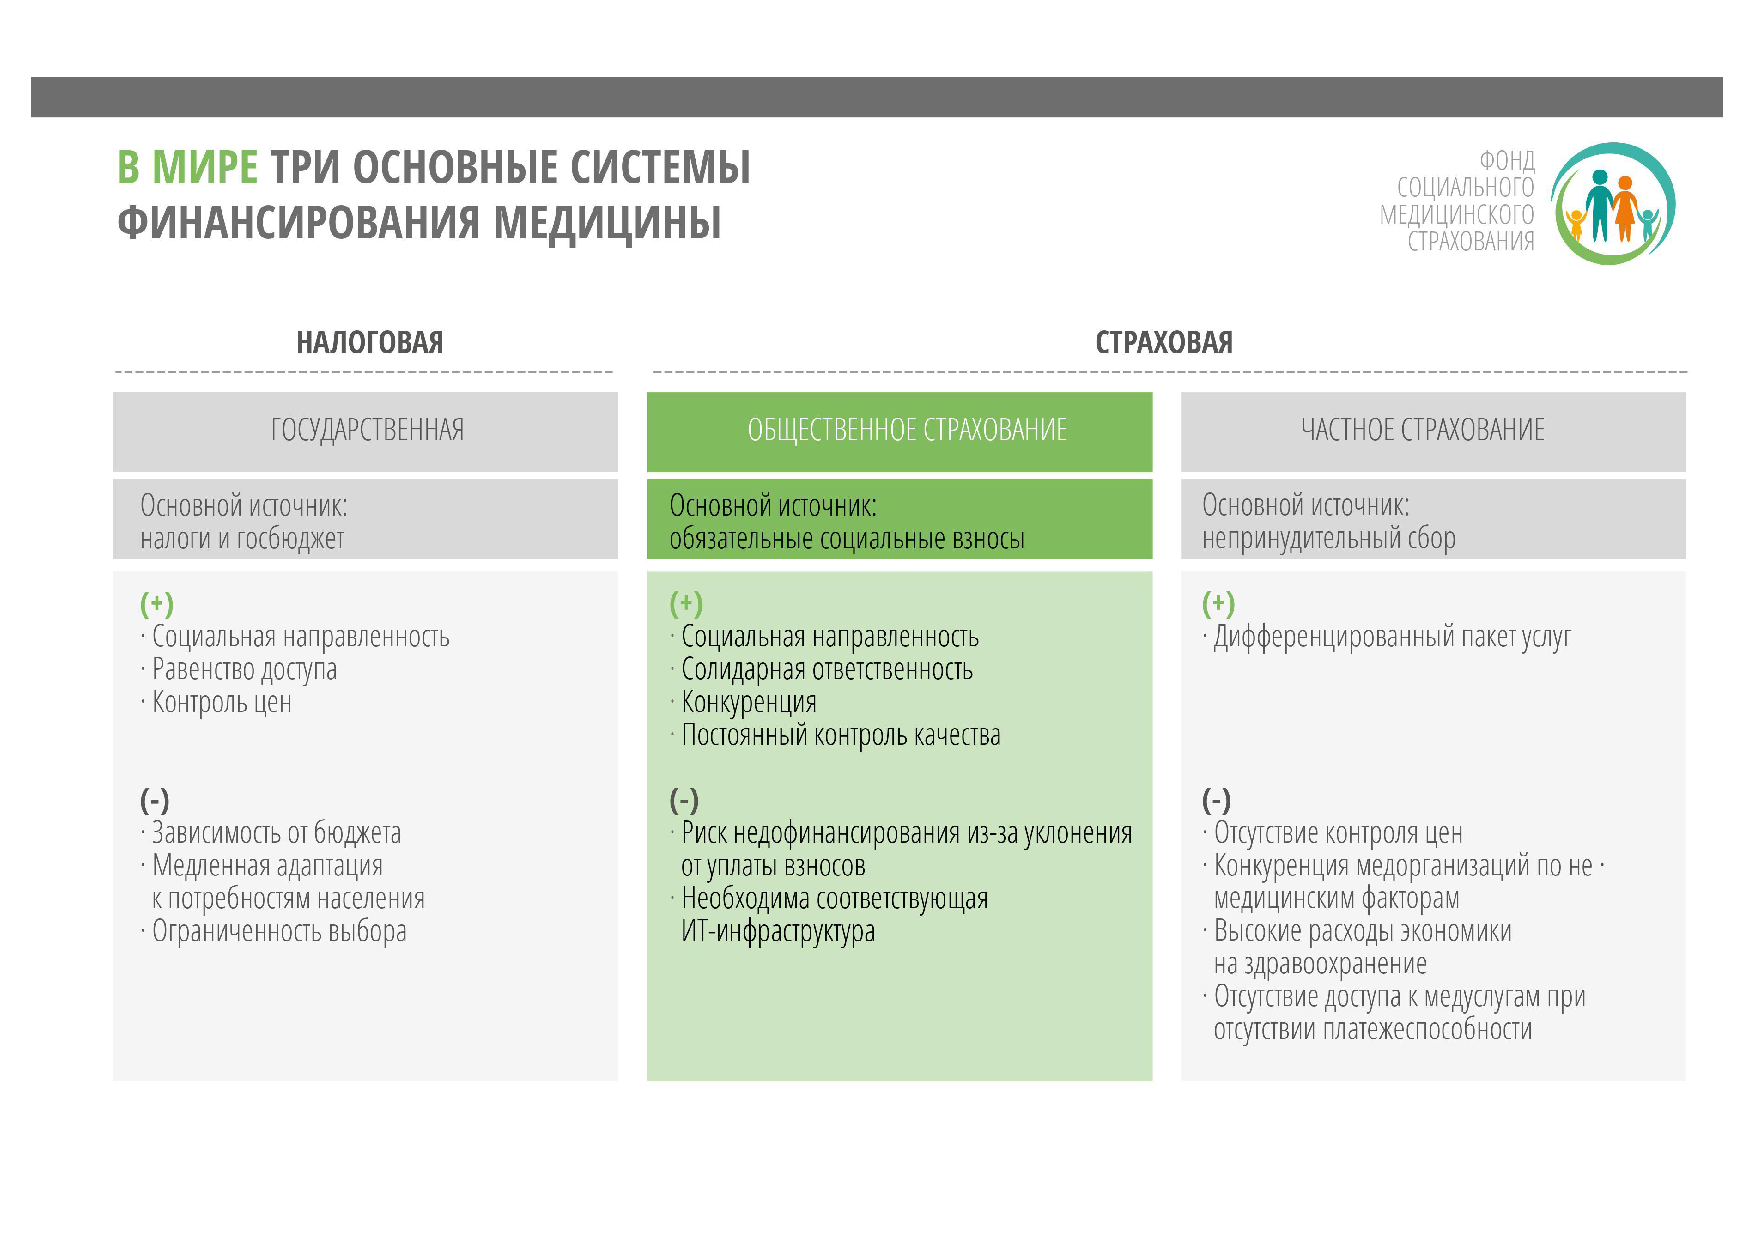 В МИРЕ ТРИ ОСНОВНЫЕ СИСТЕМЫ
ФИНАНСИРОВАНИЯ МЕДИЦИНЫ
ФОНД
СОЦИАЛЬНОГО
МЕДИЦИНСКОГО
СТРАХОВАНИЯ
НАЛОГОВАЯ
СТРАХОВАЯ
ГОСУДАРСТВЕННАЯ
Основной источник:
налоги и госбюджет
(+)
· Социальная направленность
· Равенство доступа
· Контроль цен
(-)
· Зависимость от бюджета
· Медленная адаптация
к потребностям населения
· Ограниченность выбора
ОБЩЕСТВЕННОЕ СТРАХОВАНИЕ
Основной источник:
обязательные социальные взносы
(+)
· Социальная направленность
· Солидарная ответственность
· Конкуренция
· Постоянный контроль качества
(-)
· Риск недофинансирования из-за уклонения
от уплаты взносов
· Необходима соответствующая
ИТ-инфраструктура
ЧАСТНОЕ СТРАХОВАНИЕ
Основной источник:
непринудительный сбор
(+)
· Дифференцированный пакет услуг
(-)
· Отсутствие контроля цен
· Конкуренция медорганизаций по не ·
медицинским факторам
· Высокие расходы экономики
на здравоохранение
· Отсутствие доступа к медуслугам при
отсутствии платежеспособности